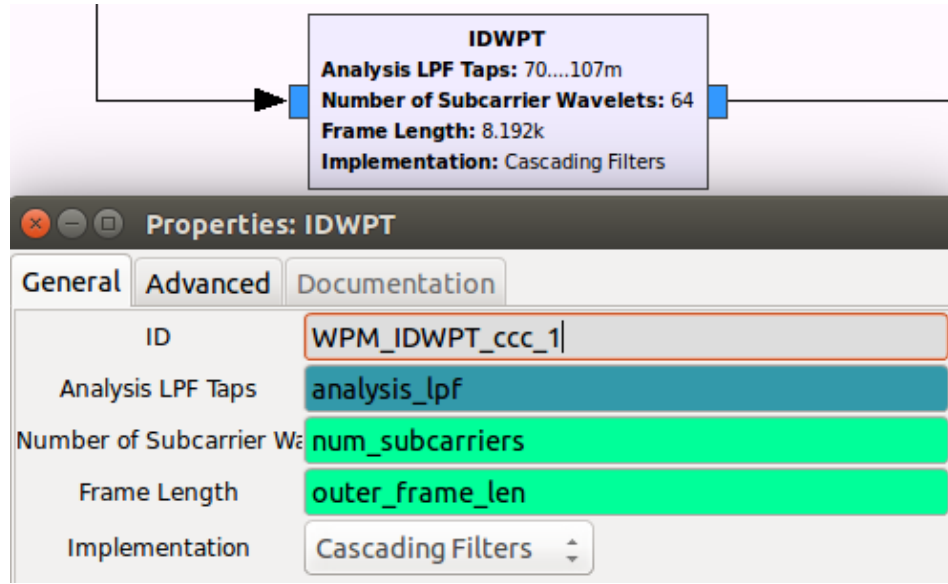 IDWPT
Analysis LPF Taps: 70....107m
Number of Subcarrier Wavelets: 64
Frame Length: 8.192k
Implementation: Cascading Filters
Properties: IDWPT
General Advanced Documentation
ID WPM_IDWPT_ccc_1
Analysis LPF Taps analysis_lpf
Number of Subcarrier Wa num_subcarriers
Frame Length outer_frame_len
Implementation Cascading Filters